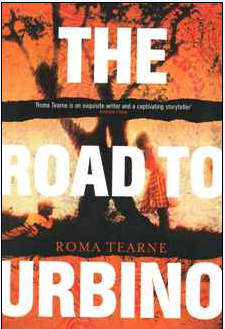 THE
'Roma Tearne is an exquisite writer and a captivating storyteller'
ROAD TO
ROMA TEARNE
URBINO